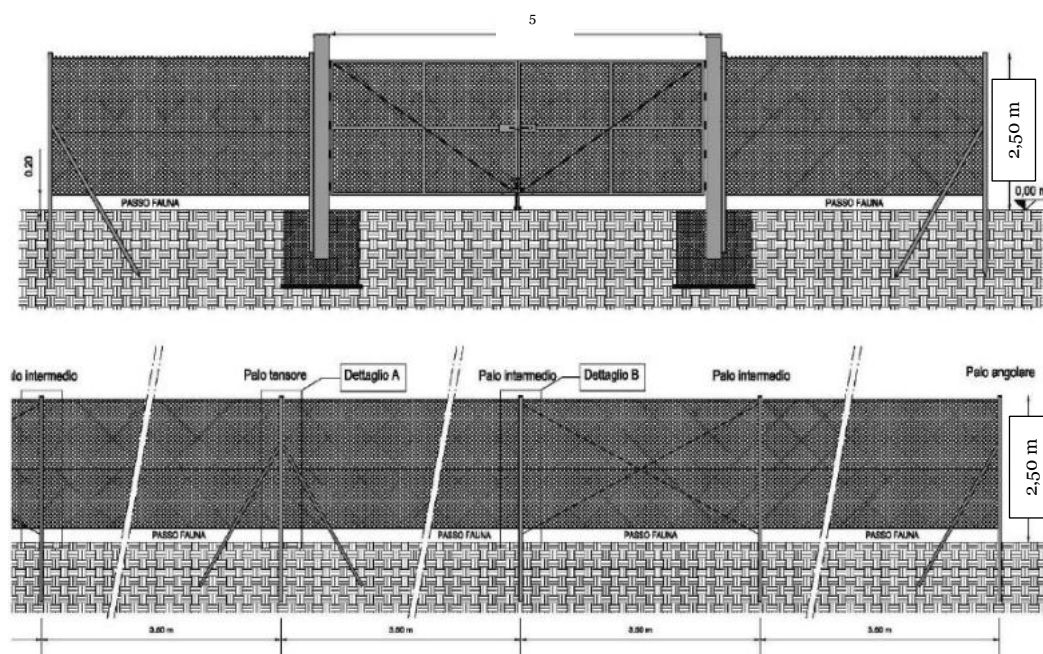 5
2,50 m
0.20
PASSO FAUNA
PASSO FAUNA
0,00 m
Palo intermedio
Palo tensore
Dettaglio A
Palo intermedio
Dettaglio B
Palo intermedio
Palo angolare
2,50 m
PASSO FAUNA
PASSO FAUNA
PASSO FAUNA
PASSO FAUNA
3.50 m
3.50 m
3.50 m
3.50 m